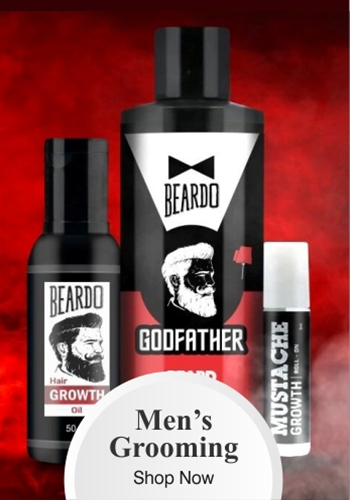 BEARDO
GODFATHER
BEARDO
Hair
GROWTH
Oil
50
MUSTACHE
GROWTH
ROLL - ON
Men's
Grooming
Shop Now